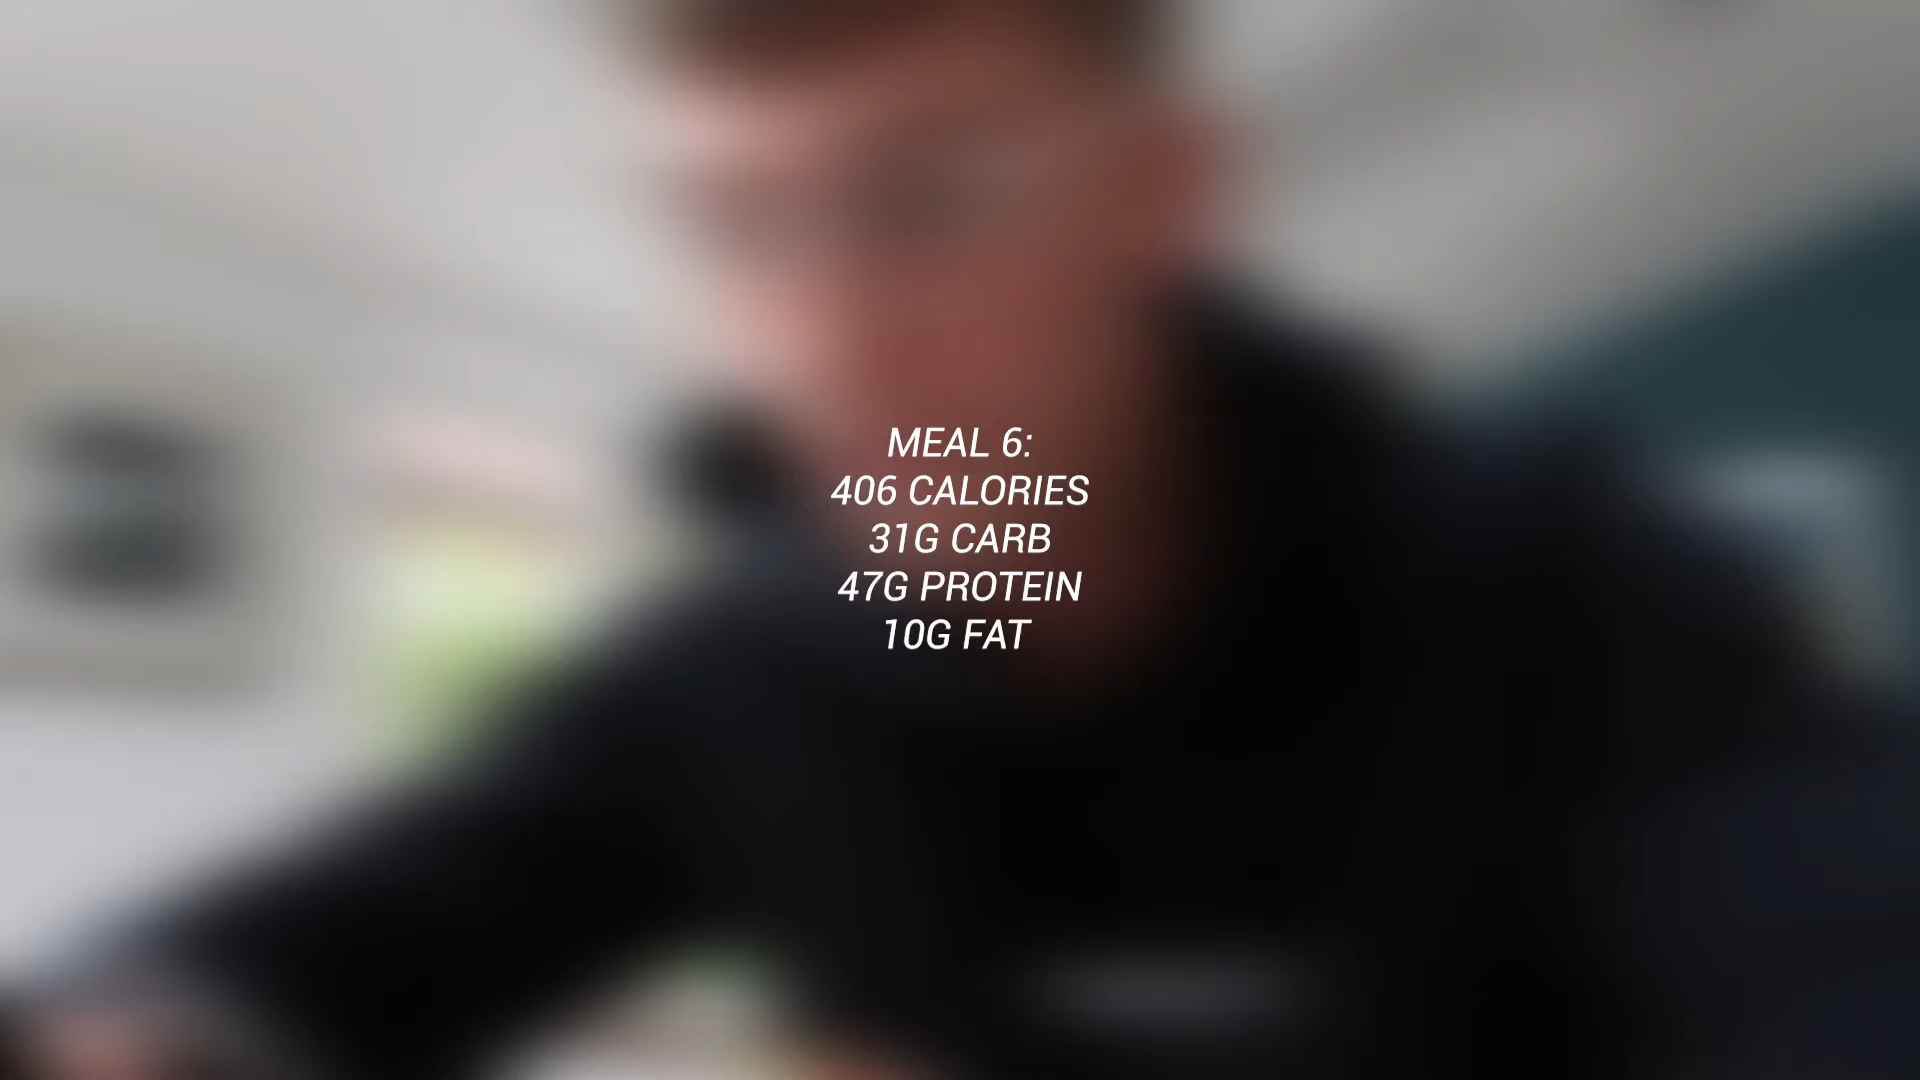 MEAL 6:
406 CALORIES
31G CARB
47G PROTEIN
10G FAT